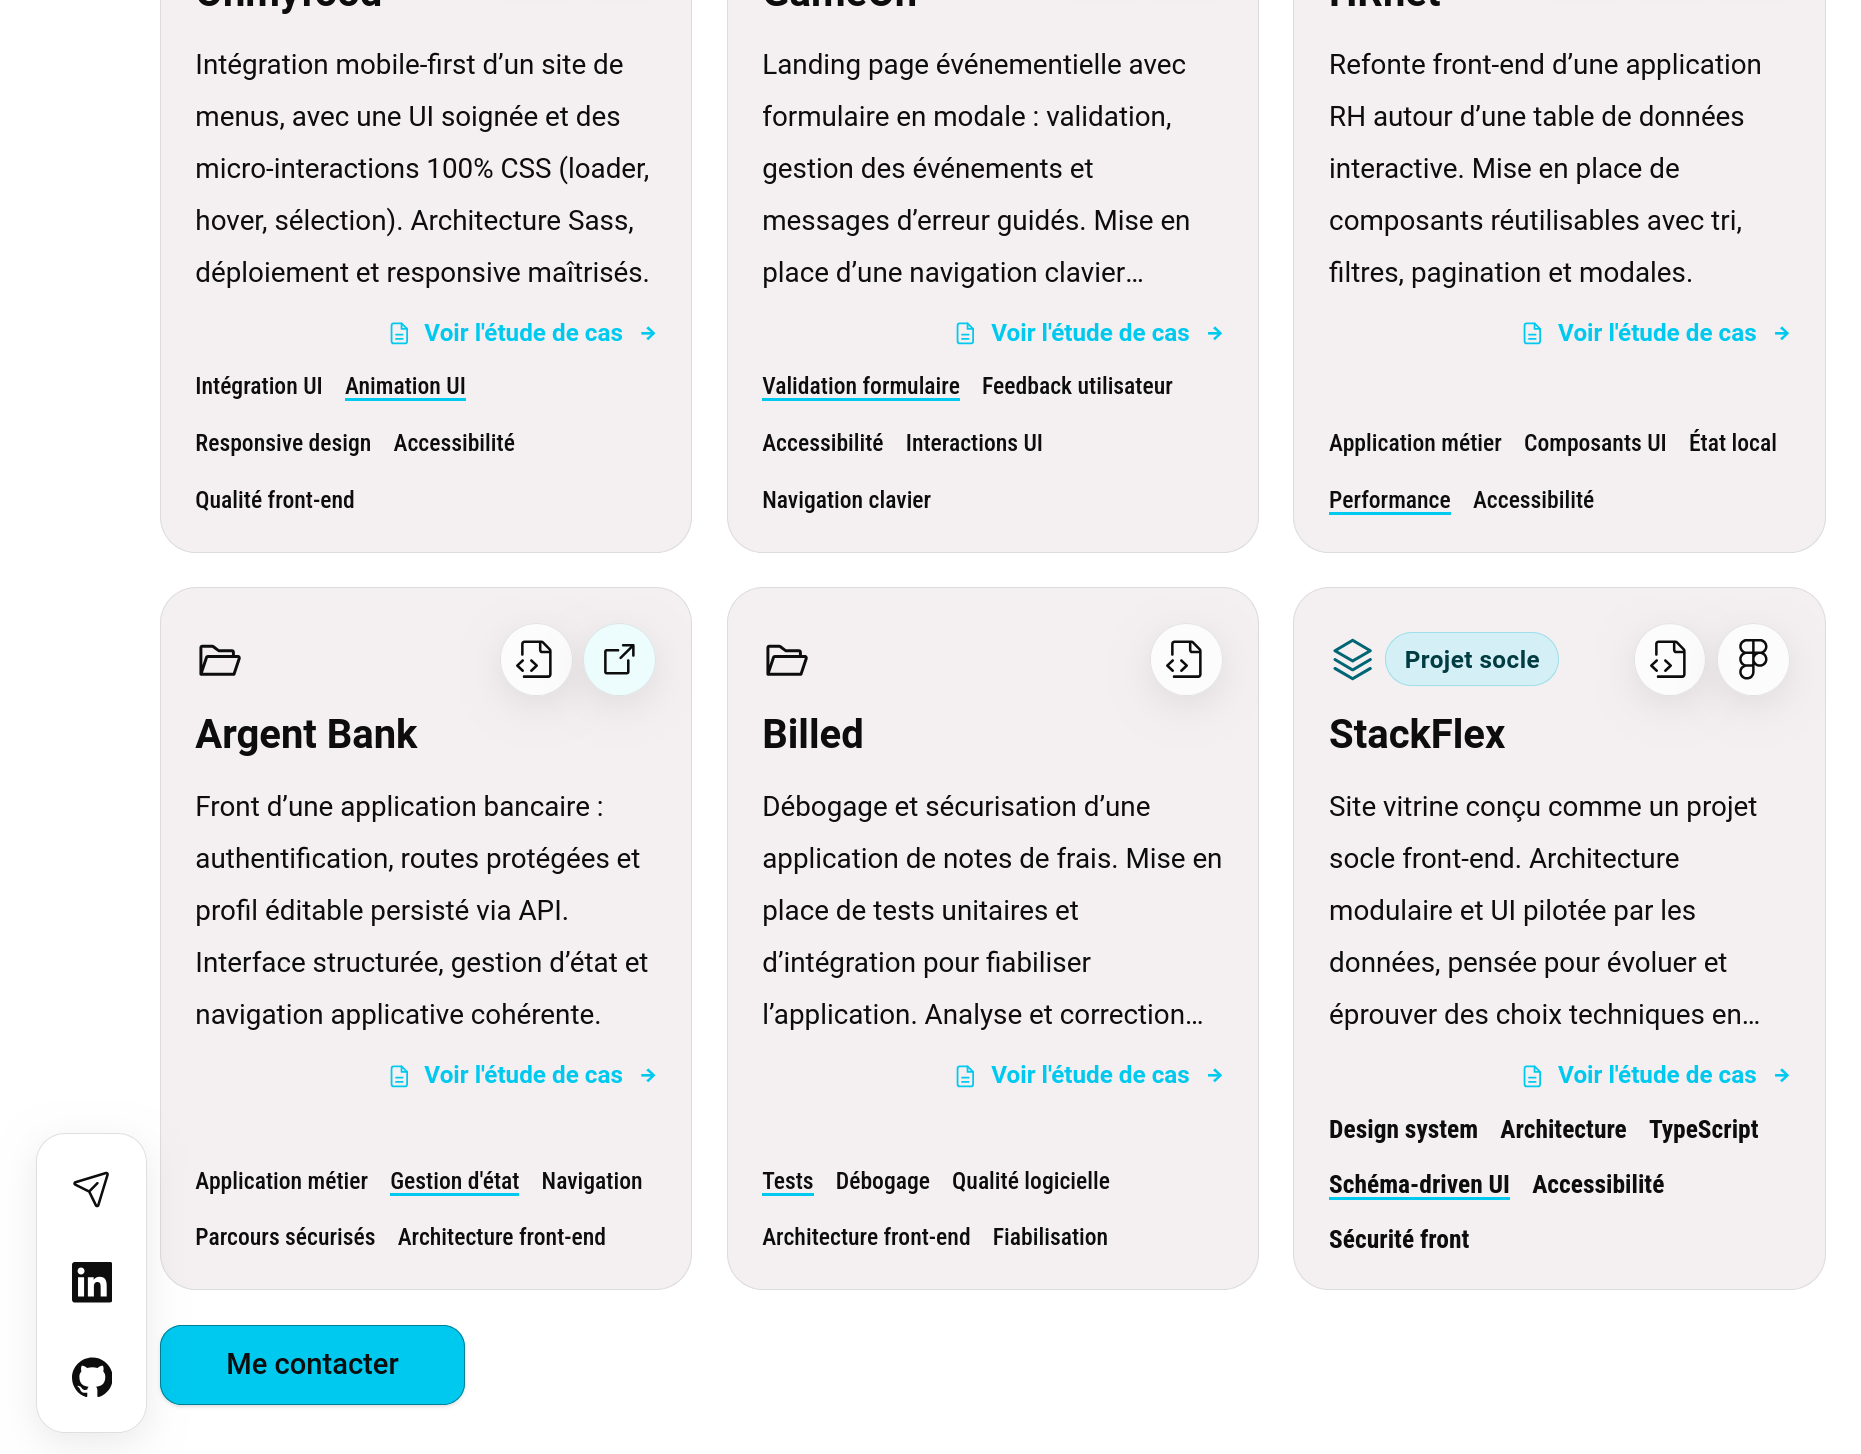 Ohmyfood
Intégration mobile-first d’un site de
menus, avec une UI soignée et des
micro-interactions 100% CSS (loader,
hover, sélection). Architecture Sass,
déploiement et responsive maîtrisés.
Voir l'étude de cas
Intégration UI Animation UI
Responsive design Accessibilité
Qualité front-end
GameOn
Landing page événementielle avec
formulaire en modale : validation,
gestion des événements et
messages d’erreur guidés. Mise en
place d’une navigation clavier…
Voir l'étude de cas
Validation formulaire Feedback utilisateur
Accessibilité Interactions UI
Navigation clavier
HRnet
Refonte front-end d’une application
RH autour d’une table de données
interactive. Mise en place de
composants réutilisables avec tri,
filtres, pagination et modales.
Voir l'étude de cas
Application métier Composants UI État local
Performance Accessibilité
Argent Bank
Front d’une application bancaire :
authentification, routes protégées et
profil éditable persisté via API.
Interface structurée, gestion d’état et
navigation applicative cohérente.
Voir l'étude de cas
Application métier Gestion d'état Navigation
Parcours sécurisés Architecture front-end
Billed
Débogage et sécurisation d’une
application de notes de frais. Mise en
place de tests unitaires et
d’intégration pour fiabiliser
l’application. Analyse et correction…
Voir l'étude de cas
Tests Débogage Qualité logicielle
Architecture front-end Fiabilisation
Projet socle
StackFlex
Site vitrine conçu comme un projet
socle front-end. Architecture
modulaire et UI pilotée par les
données, pensée pour évoluer et
éprouver des choix techniques en…
Voir l'étude de cas
Design system Architecture TypeScript
Schéma-driven UI Accessibilité
Sécurité front
in
Me contacter